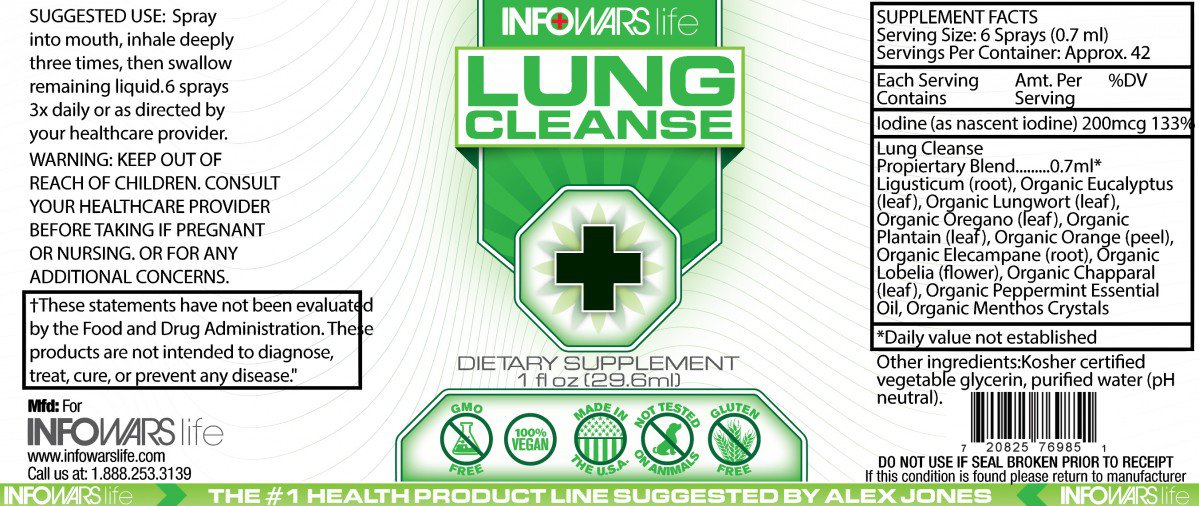 SUGGESTED USE: Spray
into mouth, inhale deeply
three times, then swallow
remaining liquid.6 sprays
3x daily or as directed by
your healthcare provider.
WARNING: KEEP OUT OF
REACH OF CHILDREN. CONSULT
YOUR HEALTHCARE PROVIDER
BEFORE TAKING IF PREGNANT
OR NURSING. OR FOR ANY
ADDITIONAL CONCERNS.
†These statements have not been evaluated
by the Food and Drug Administration. These
products are not intended to diagnose,
treat, cure, or prevent any disease."
Mfd: For
INFOWARS life
www.infowarslife.com
Call us at: 1.888.253.3139
INFOWARS life
LUNG
CLEANSE
DIETARY SUPPLEMENT
1 fl oz (29.6ml)
GMO
FREE
100%
VEGAN
MADE IN
THE U.S.A.
NOT TESTED
ON ANIMALS
GLUTEN
FREE
SUPPLEMENT FACTS
Serving Size: 6 Sprays (0.7 ml)
Servings Per Container: Approx. 42
Each Serving Amt. Per %DV
Contains Serving
Iodine (as nascent iodine) 200mcg 133%
Lung Cleanse
Propiertary Blend.........0.7ml*
Ligusticum (root), Organic Eucalyptus
(leaf), Organic Lungwort (leaf),
Organic Oregano (leaf), Organic
Plantain (leaf), Organic Orange (peel),
Organic Elecampane (root), Organic
Lobelia (flower), Organic Chapparal
(leaf), Organic Peppermint Essential
Oil, Organic Menthos Crystals
*Daily value not established
Other ingredients:Kosher certified
vegetable glycerin, purified water (pH
neutral).
7 20825 76985 1
DO NOT USE IF SEAL BROKEN PRIOR TO RECEIPT
If this condition is found please return to manufacturer
INFOWARS life THE #1 HEALTH PRODUCT LINE SUGGESTED BY ALEX JONES INFOWARS life